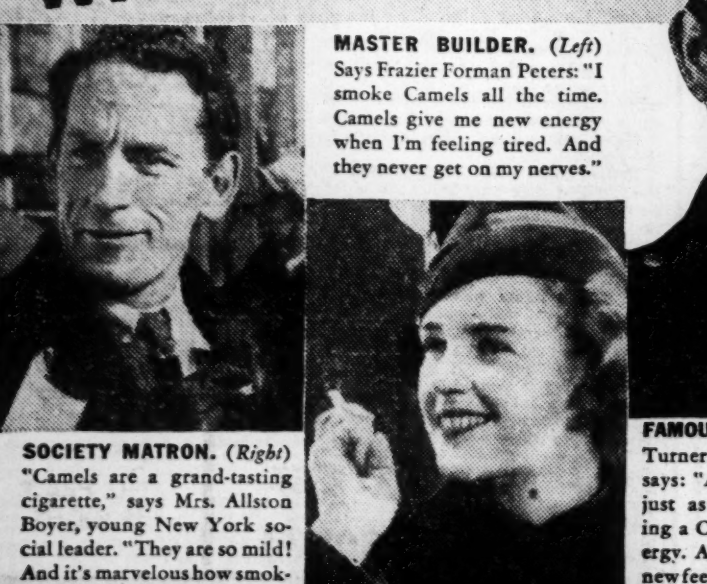 MASTER BUILDER. (Left)
Says Frazier Forman Peters: "I
smoke Camels all the time.
Camels give me new energy
when I'm feeling tired. And
they never get on my nerves."
SOCIETY MATRON. (Right)
"Camels are a grand-tasting
cigarette," says Mrs. Allston
Boyer, young New York so-
cial leader. "They are so mild!
And it's marvelous how smok-
FAMOU
Turner
says: "A
just as
ing a C
ergy. A
new fee